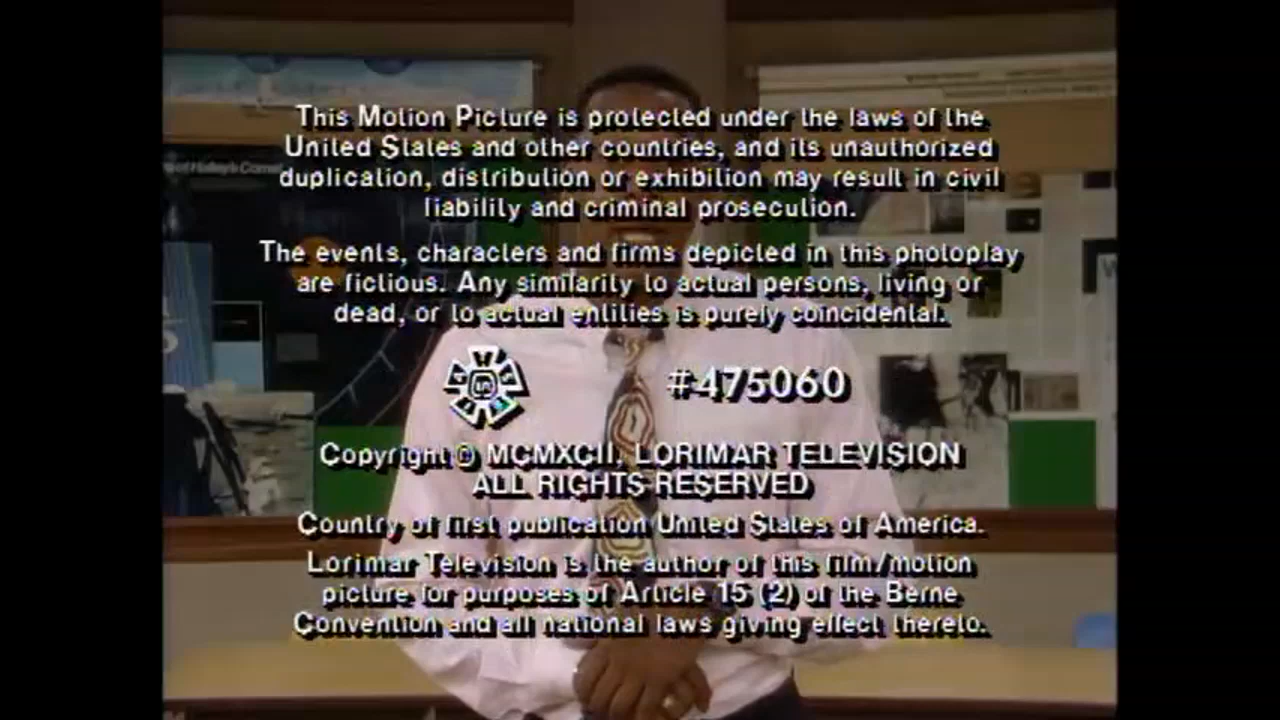 This Motion Picture is protected under the laws of the
United States and other countries, and its unauthorized
duplication, distribution or exhibition may result in civil
liability and criminal prosecution.
The events, characters and firms depicted in this photoplay
are fictious. Any similarity to actual persons, living or
dead, or to actual entities is purely coincidental.
#475060
Copyright © MCMXCII, LORIMAR TELEVISION
ALL RIGHTS RESERVED
Country of first publication United States of America.
Lorimar Television is the author of this film/motion
picture for purposes of Article 15 (2) of the Berne
Convention and all national laws giving effect thereto.